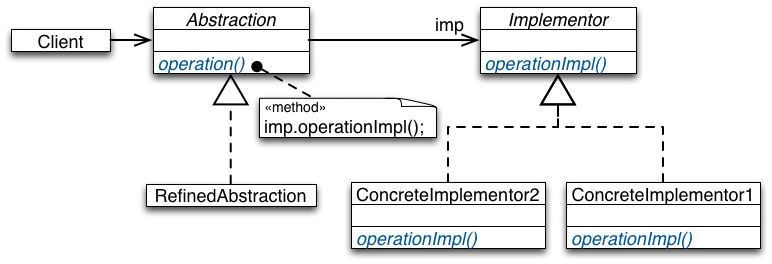 Client
Abstraction
operation()
imp
Implementor
operationImpl()
«method»
imp.operationImpl();
RefinedAbstraction
ConcreteImplementor2
operationImpl()
ConcreteImplementor1
operationImpl()